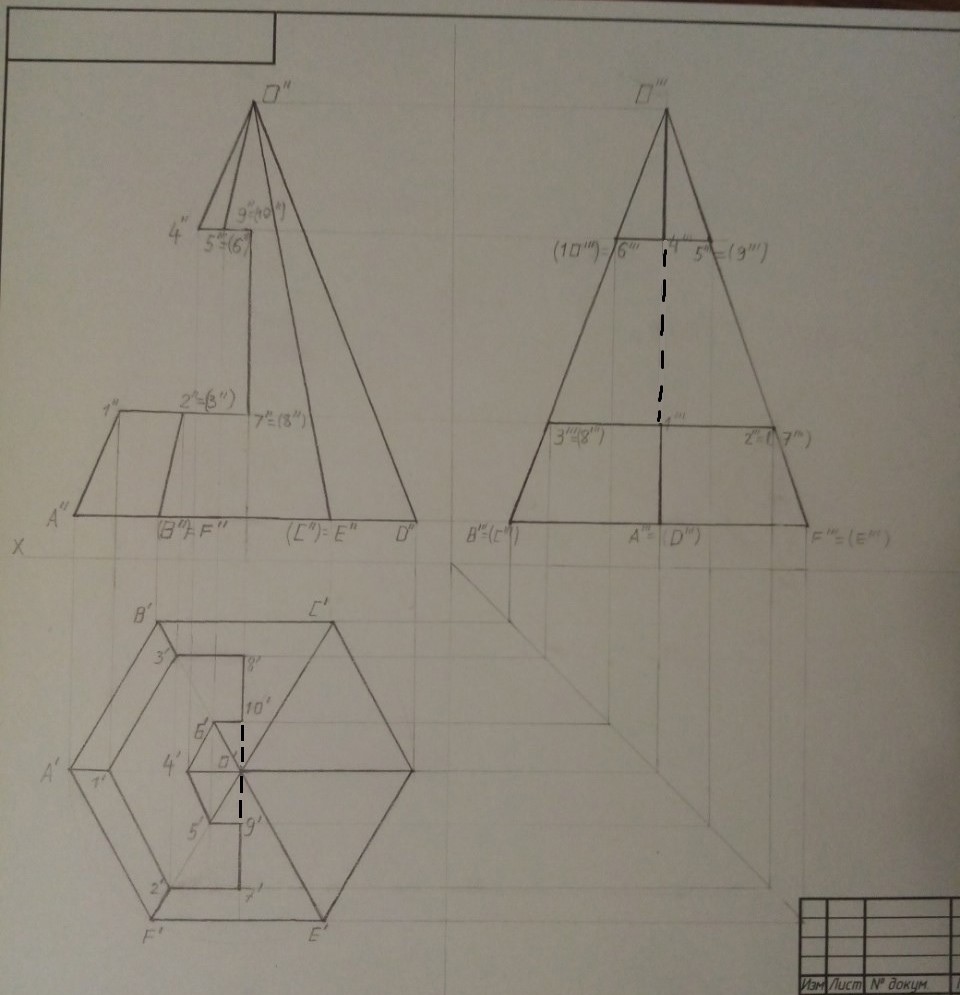 O" O'''
4" 9"=(10")
5"=(6")
(10''')= 6''' 4''' 5'''=(9''')
1" 2"=(3")
7"=(8")
3'''=(8''') 1''' 2'''=( 7''')
A" (B")=F" (C")=E" D" B'''=(C''') A'''=(D''') F'''=(E''')
X
B' C'
3' 8'
10'
6'
A' 1' 4' O'
5' 9'
2' 7'
F' E'
Изм Лист № докум.